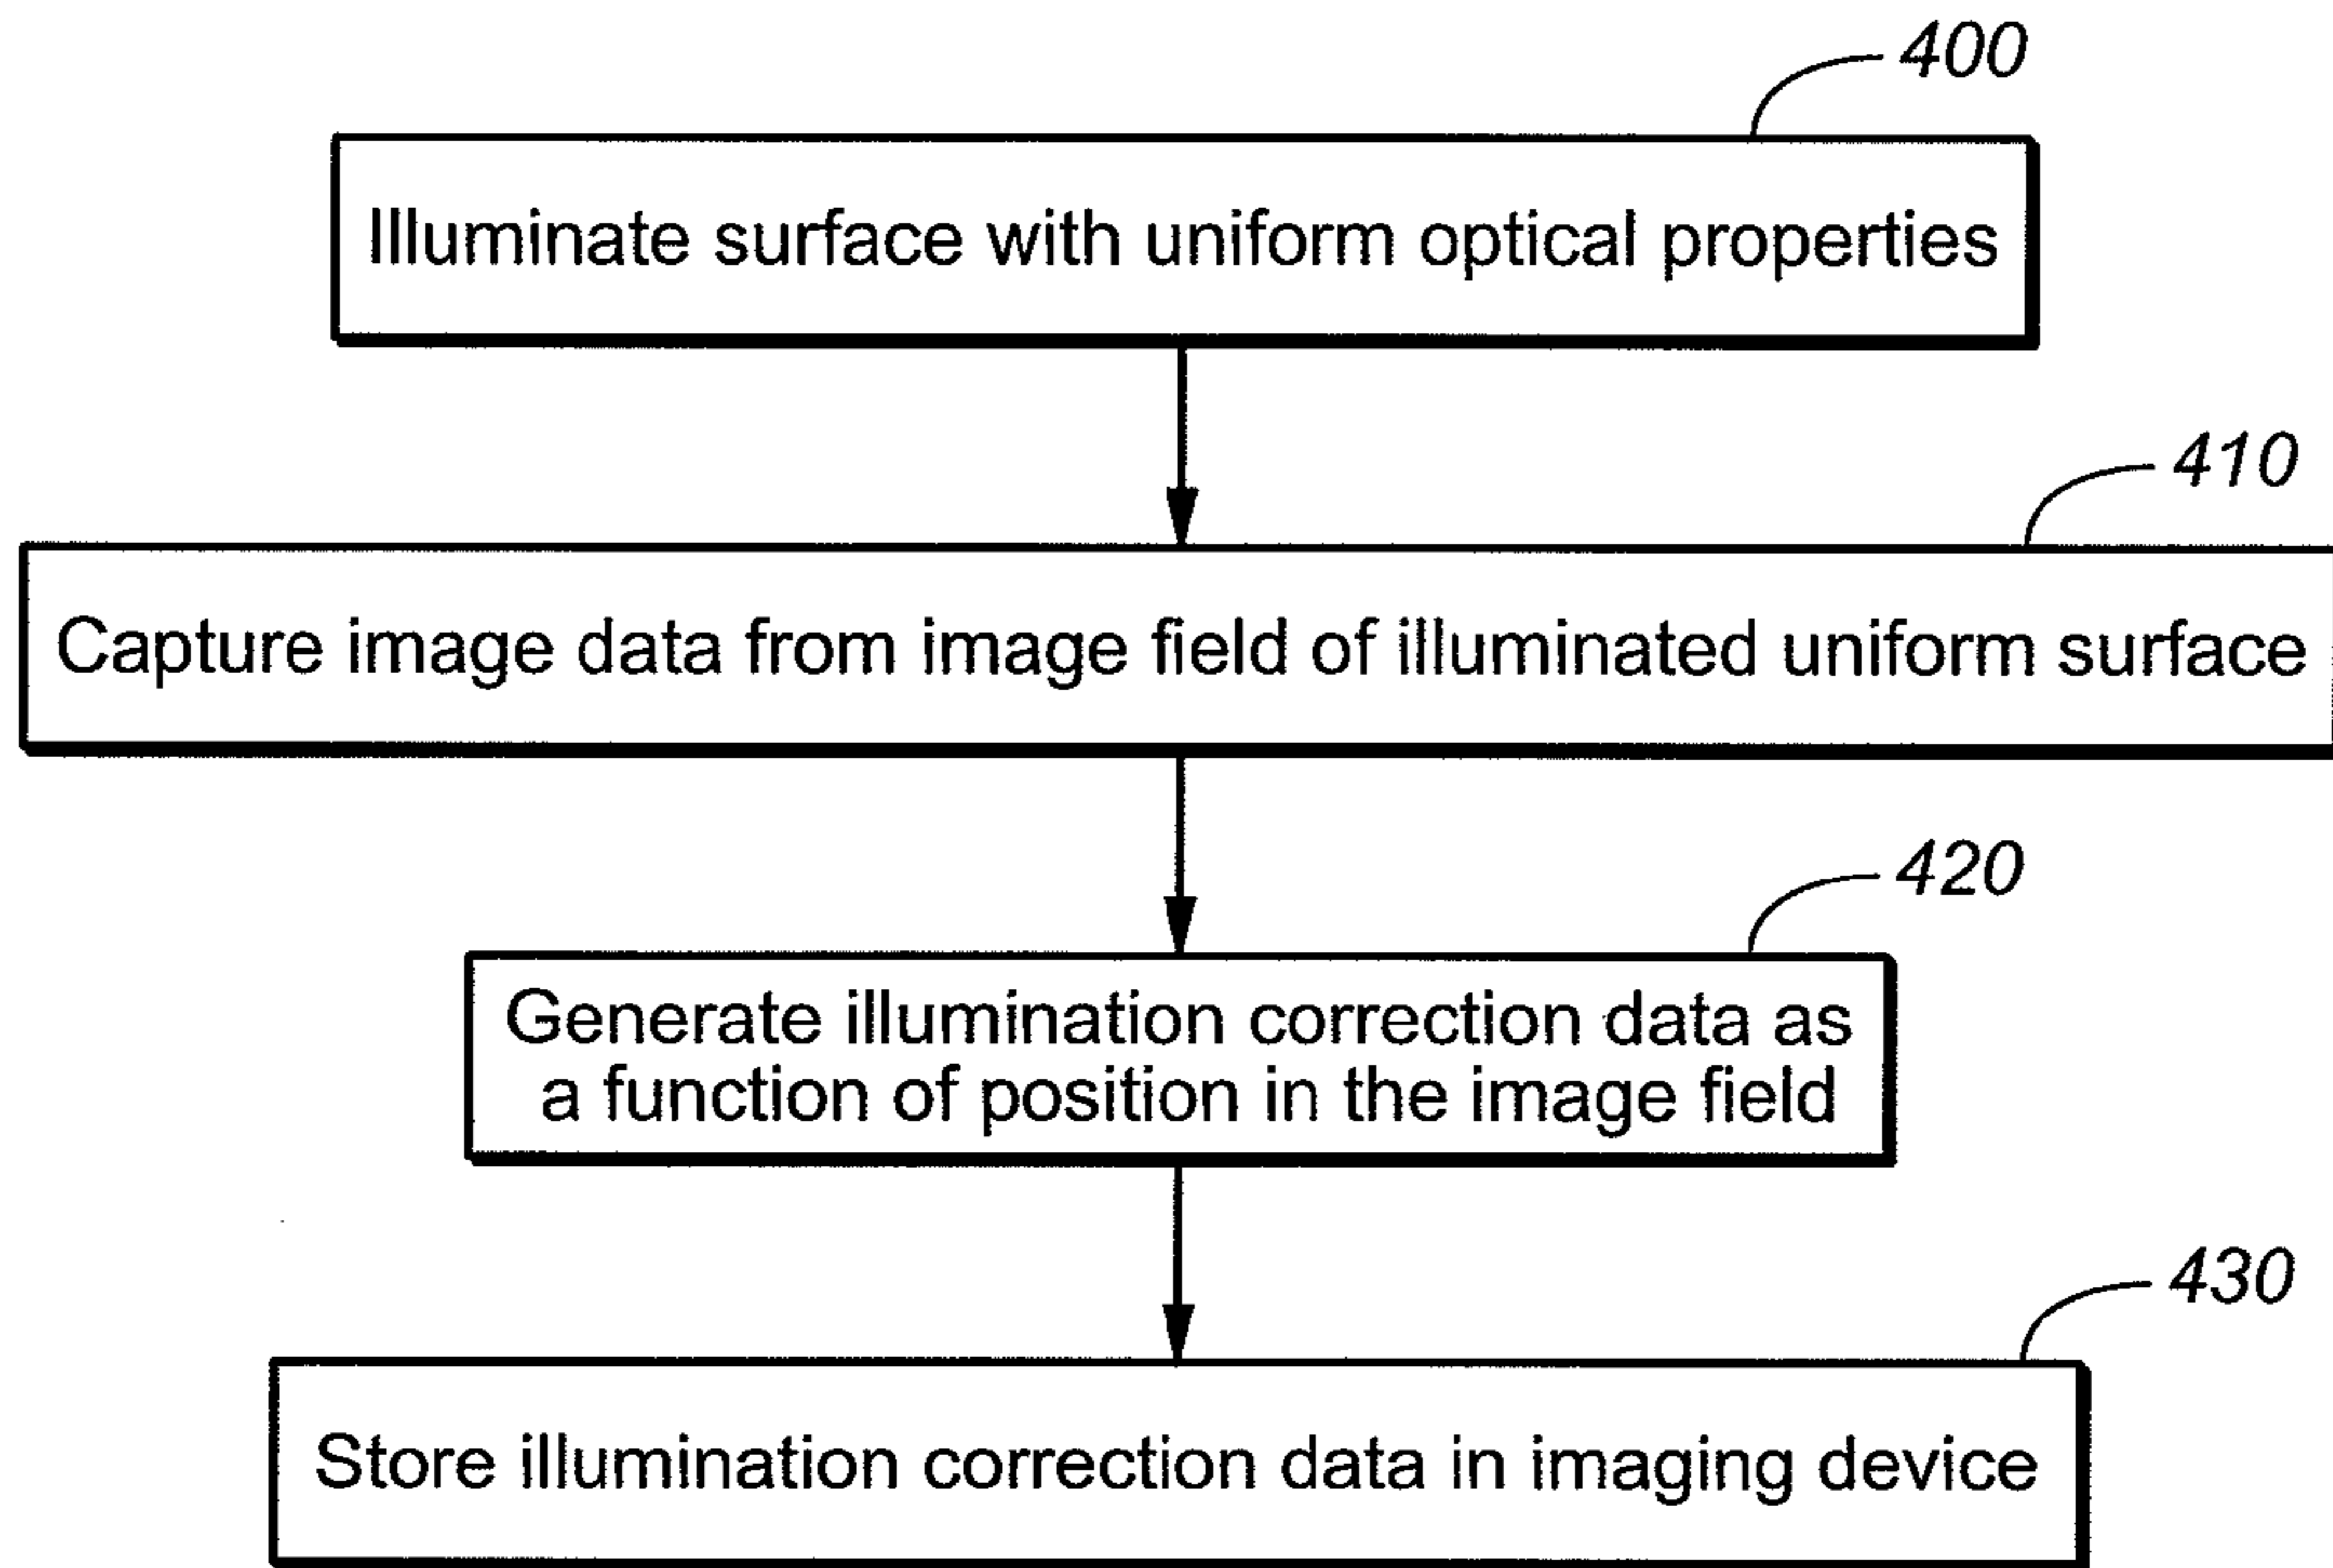 400
Illuminate surface with uniform optical properties
410
Capture image data from image field of illuminated uniform surface
420
Generate illumination correction data as
a function of position in the image field
430
Store illumination correction data in imaging device